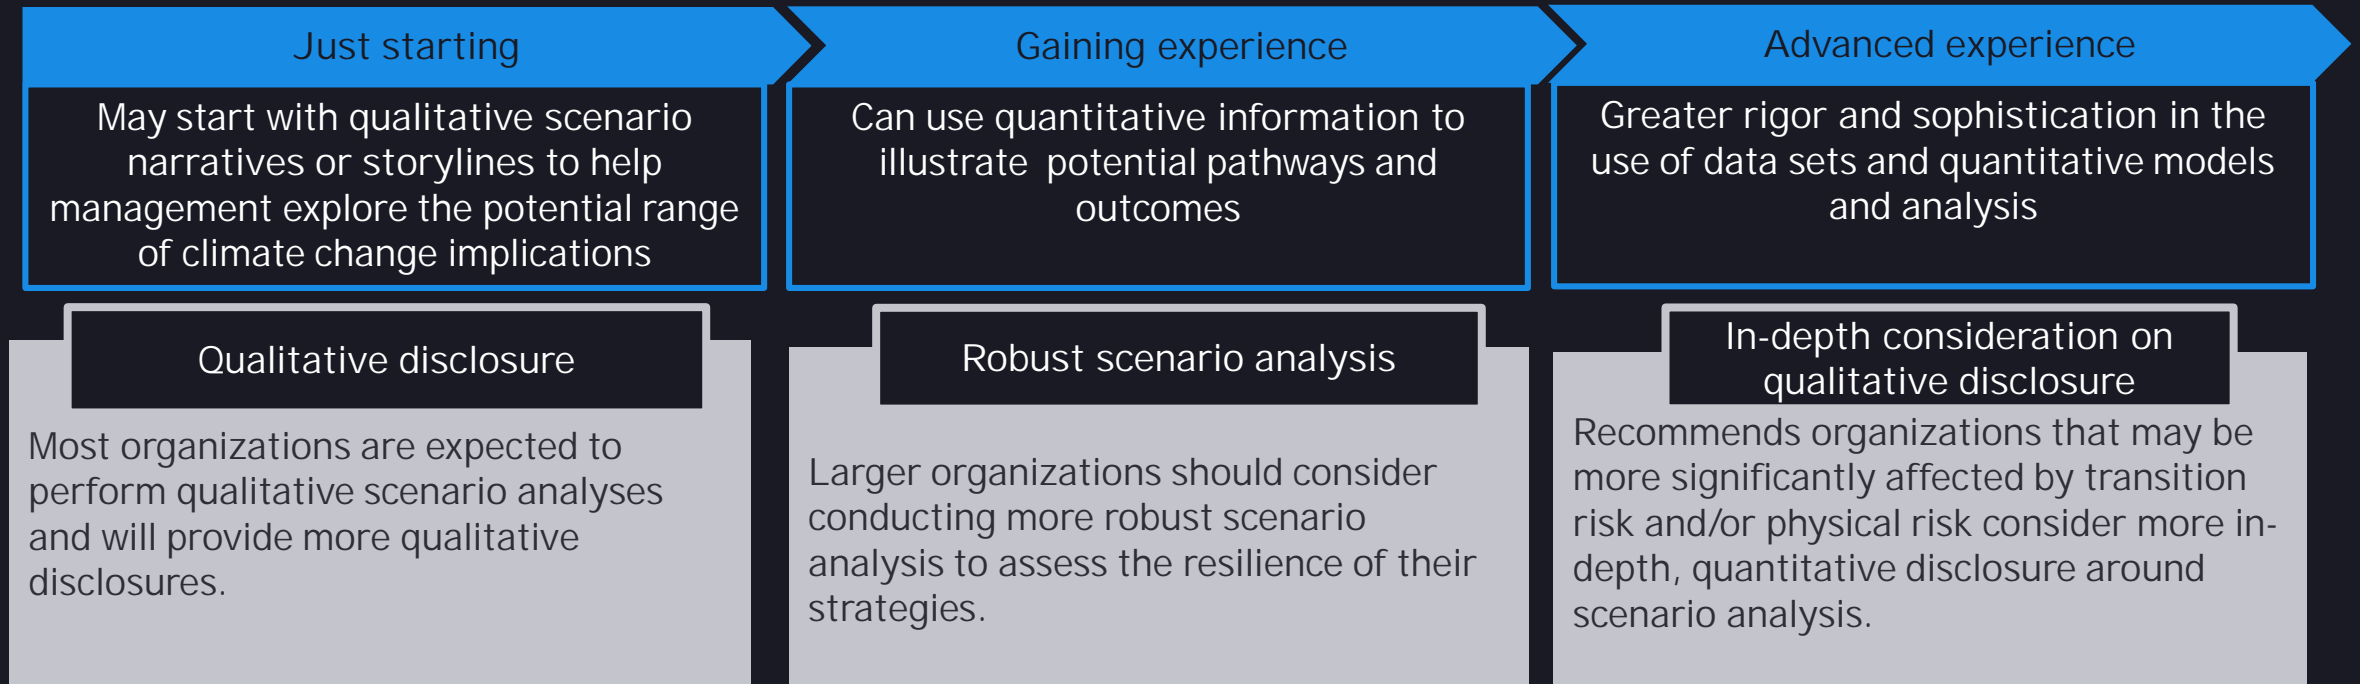 Just starting
Gaining experience
Advanced experience
May start with qualitative scenario
narratives or storylines to help
management explore the potential range
of climate change implications
Can use quantitative information to
illustrate potential pathways and
outcomes
Greater rigor and sophistication in the
use of data sets and quantitative models
and analysis
Qualitative disclosure
Most organizations are expected to
perform qualitative scenario analyses
and will provide more qualitative
disclosures.
Robust scenario analysis
Larger organizations should consider
conducting more robust scenario
analysis to assess the resilience of their
strategies.
In-depth consideration on
qualitative disclosure
Recommends organizations that may be
more significantly affected by transition
risk and/or physical risk consider more in-
depth, quantitative disclosure around
scenario analysis.